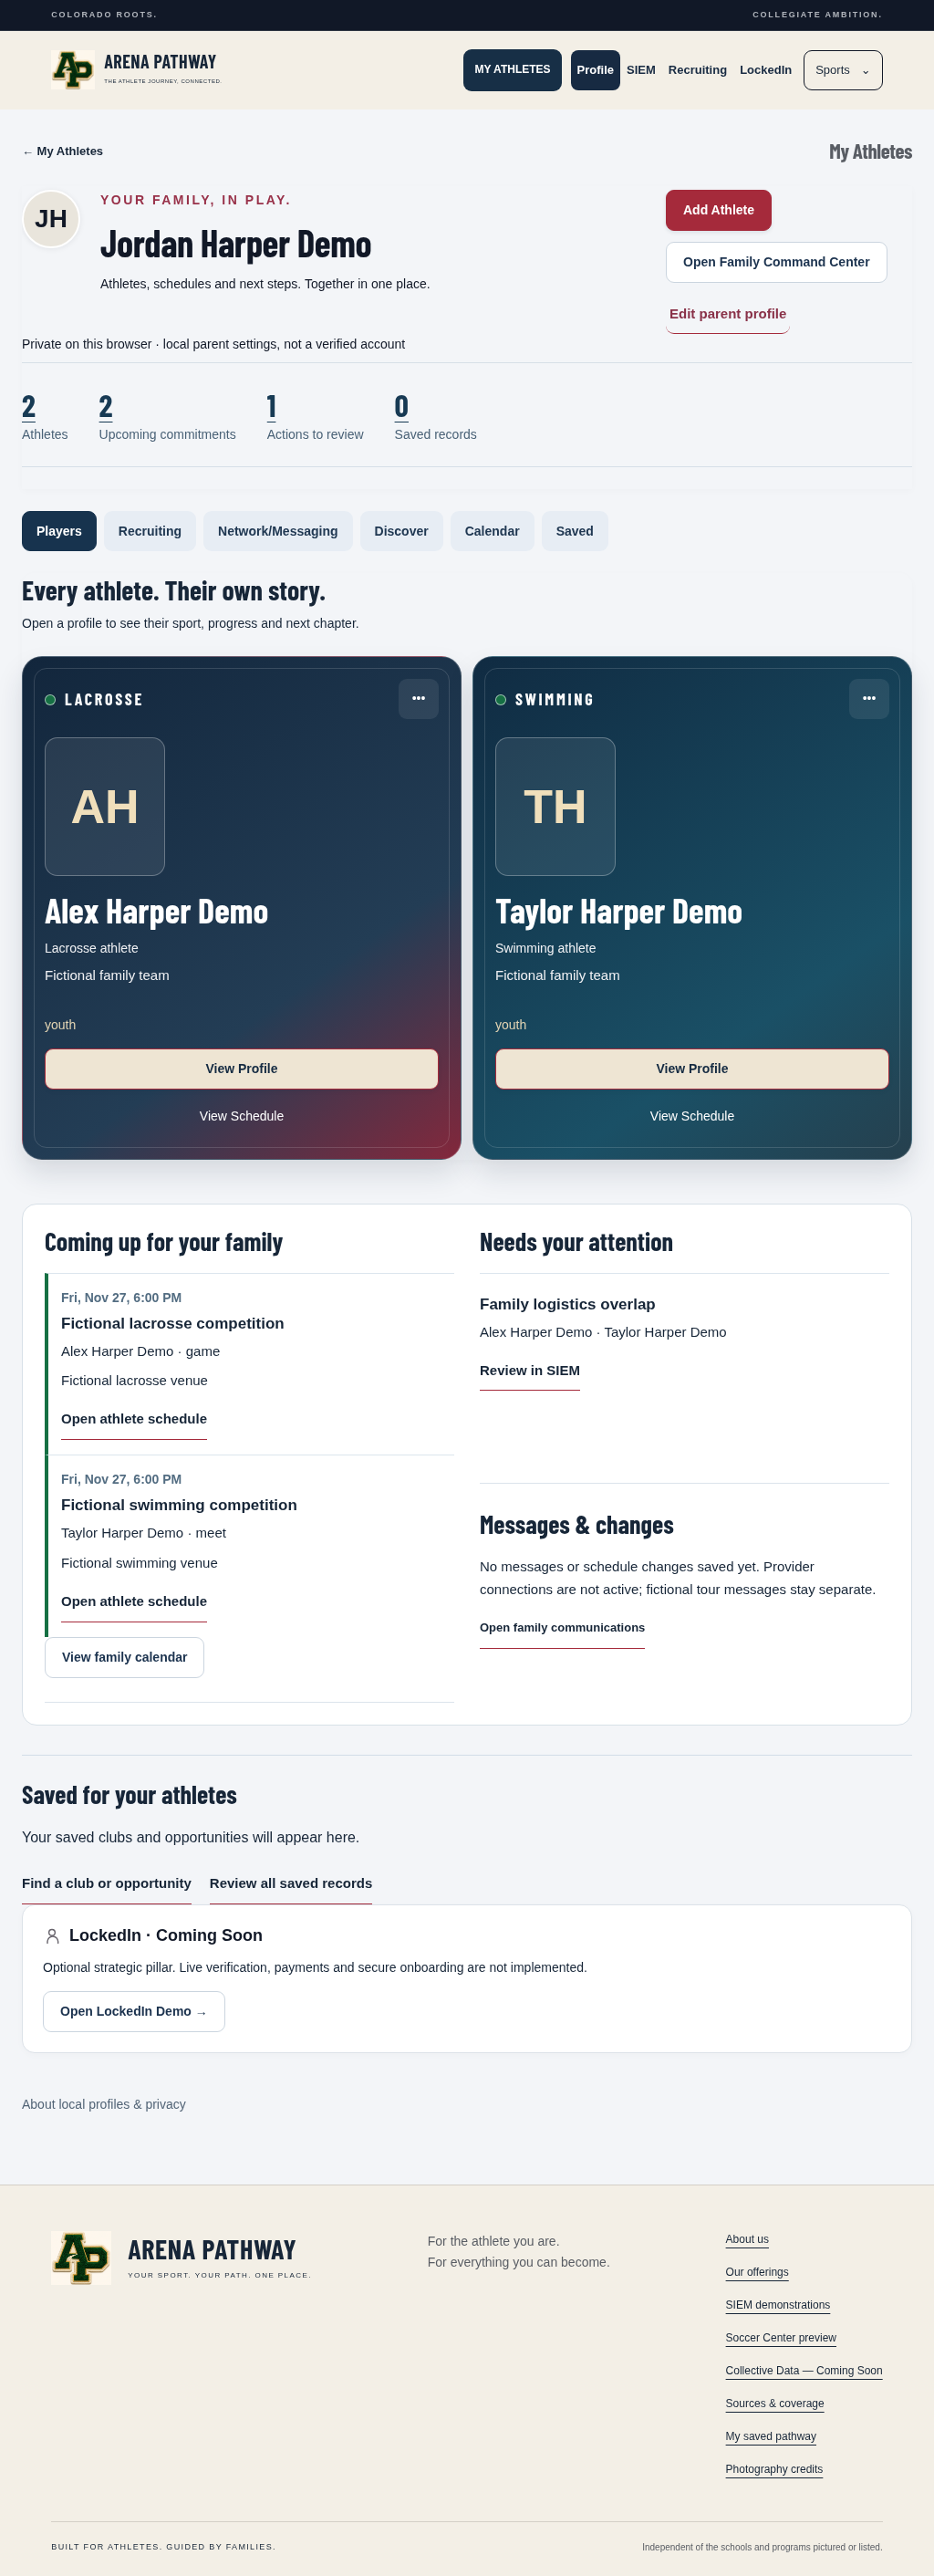 COLORADO ROOTS.
COLLEGIATE AMBITION.
AP
ARENA PATHWAY
THE ATHLETE JOURNEY, CONNECTED.
MY ATHLETES
Profile
SIEM
Recruiting
LockedIn
Sports
← My Athletes
My Athletes
JH
YOUR FAMILY, IN PLAY.
Jordan Harper Demo
Athletes, schedules and next steps. Together in one place.
Add Athlete
Open Family Command Center
Edit parent profile
Private on this browser · local parent settings, not a verified account
2
Athletes
2
Upcoming commitments
1
Actions to review
0
Saved records
Players
Recruiting
Network/Messaging
Discover
Calendar
Saved
Every athlete. Their own story.
Open a profile to see their sport, progress and next chapter.
LACROSSE
•••
AH
Alex Harper Demo
Lacrosse athlete
Fictional family team
youth
View Profile
View Schedule
SWIMMING
•••
TH
Taylor Harper Demo
Swimming athlete
Fictional family team
youth
View Profile
View Schedule
Coming up for your family
Fri, Nov 27, 6:00 PM
Fictional lacrosse competition
Alex Harper Demo · game
Fictional lacrosse venue
Open athlete schedule
Fri, Nov 27, 6:00 PM
Fictional swimming competition
Taylor Harper Demo · meet
Fictional swimming venue
Open athlete schedule
View family calendar
Needs your attention
Family logistics overlap
Alex Harper Demo · Taylor Harper Demo
Review in SIEM
Messages & changes
No messages or schedule changes saved yet. Provider
connections are not active; fictional tour messages stay separate.
Open family communications
Saved for your athletes
Your saved clubs and opportunities will appear here.
Find a club or opportunity
Review all saved records
LockedIn · Coming Soon
Optional strategic pillar. Live verification, payments and secure onboarding are not implemented.
Open LockedIn Demo →
About local profiles & privacy
AP
ARENA PATHWAY
YOUR SPORT. YOUR PATH. ONE PLACE.
For the athlete you are.
For everything you can become.
About us
Our offerings
SIEM demonstrations
Soccer Center preview
Collective Data — Coming Soon
Sources & coverage
My saved pathway
Photography credits
BUILT FOR ATHLETES. GUIDED BY FAMILIES.
Independent of the schools and programs pictured or listed.